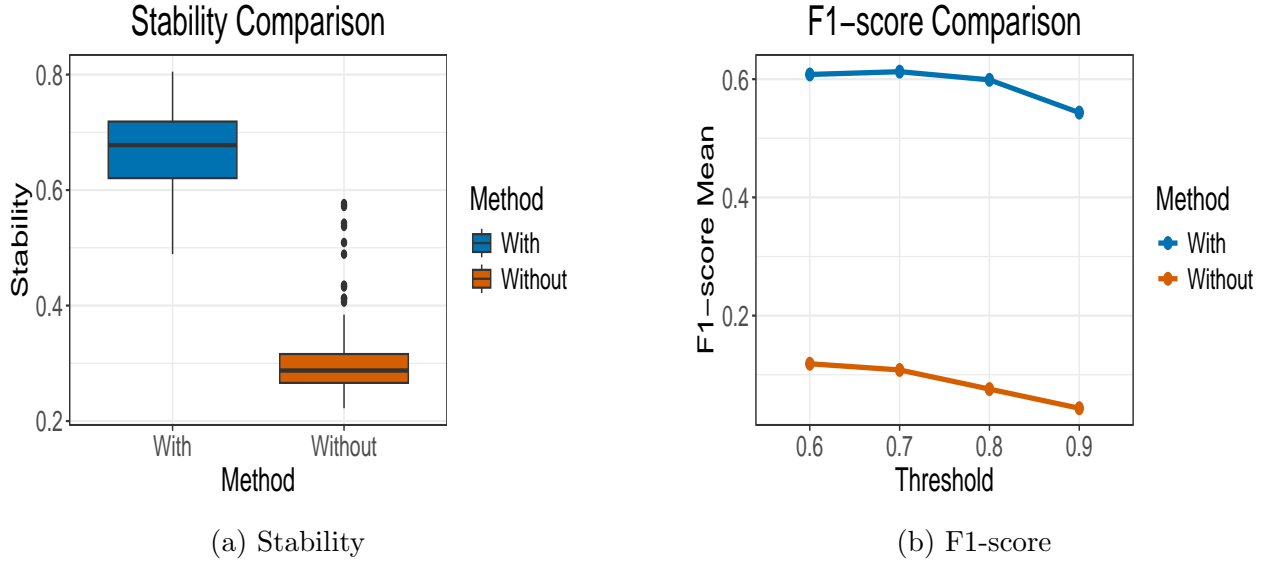 Stability Comparison
0.8
0.6
0.4
0.2
Stability
With
Without
Method
Method
With
Without
(a) Stability
F1−score Comparison
0.6
0.4
0.2
F1−score Mean
0.6
0.7
0.8
0.9
Threshold
Method
With
Without
(b) F1-score